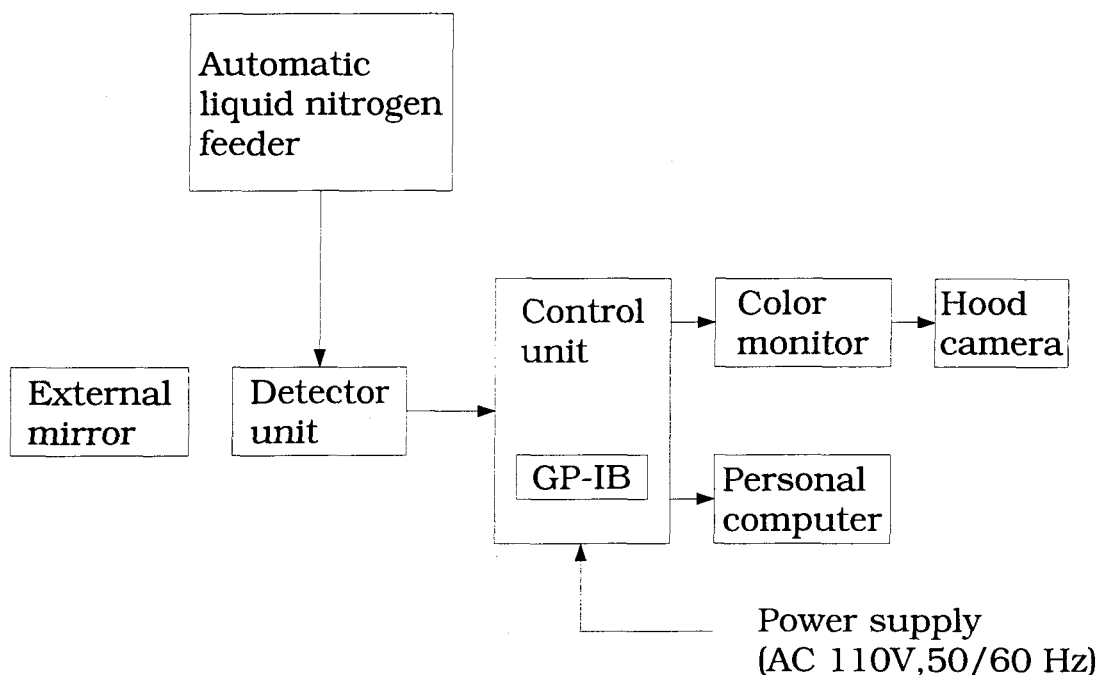 Automatic
liquid nitrogen
feeder
External
mirror
Detector
unit
Control
unit
GP-IB
Color
monitor
Hood
camera
Personal
computer
Power supply
(AC 110V,50/60 Hz)